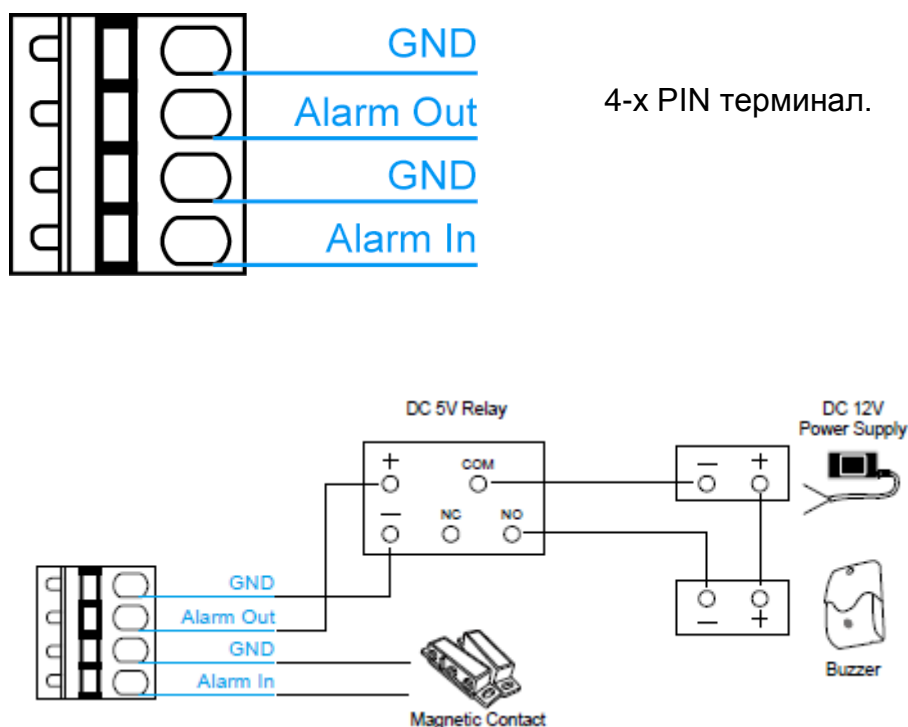 GND
Alarm Out
GND
Alarm In
4-х PIN терминал.
DC 5V Relay
DC 12V
Power Supply
+
COM
−
+
−
NC
NO
−
+
Buzzer
GND
Alarm Out
GND
Alarm In
Magnetic Contact